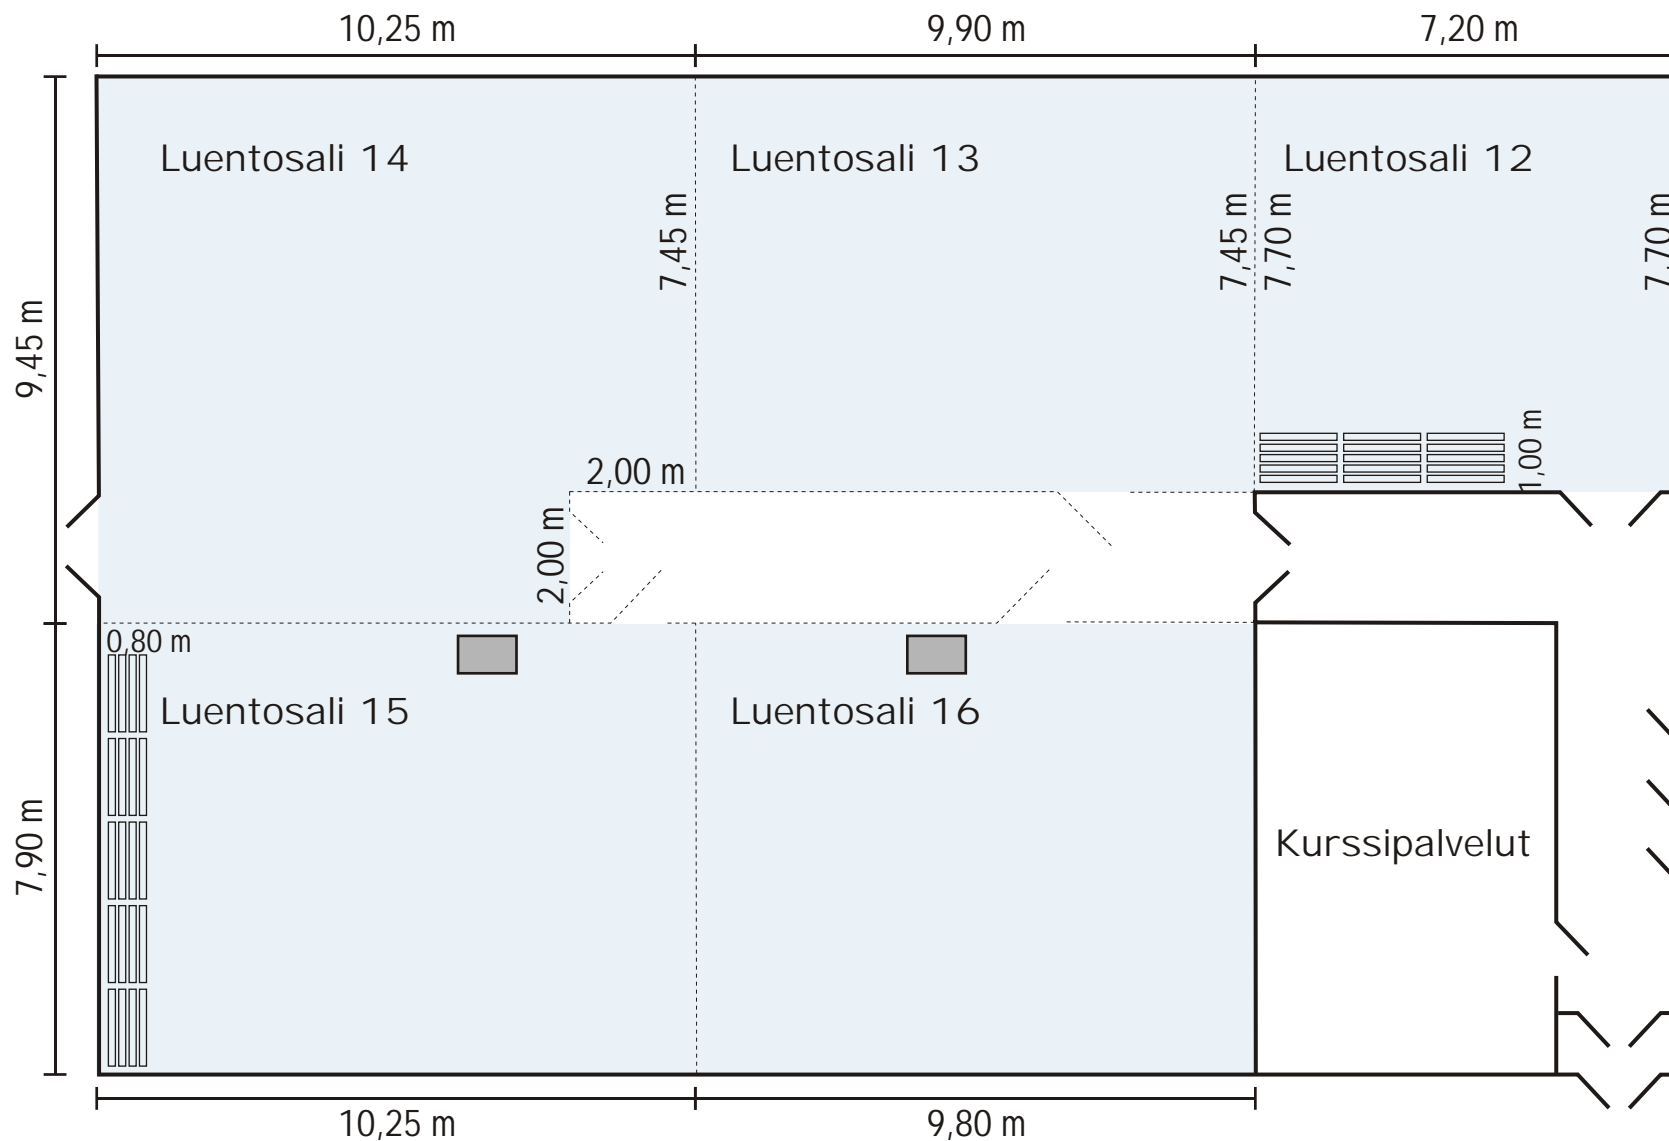 10,25 m
9,90 m
7,20 m
Luentosali 14
Luentosali 13
Luentosali 12
7,45 m
7,45 m
7,70 m
7,70 m
9,45 m
1,00 m
2,00 m
2,00 m
0,80 m
Luentosali 15
Luentosali 16
7,90 m
Kurssipalvelut
10,25 m
9,80 m